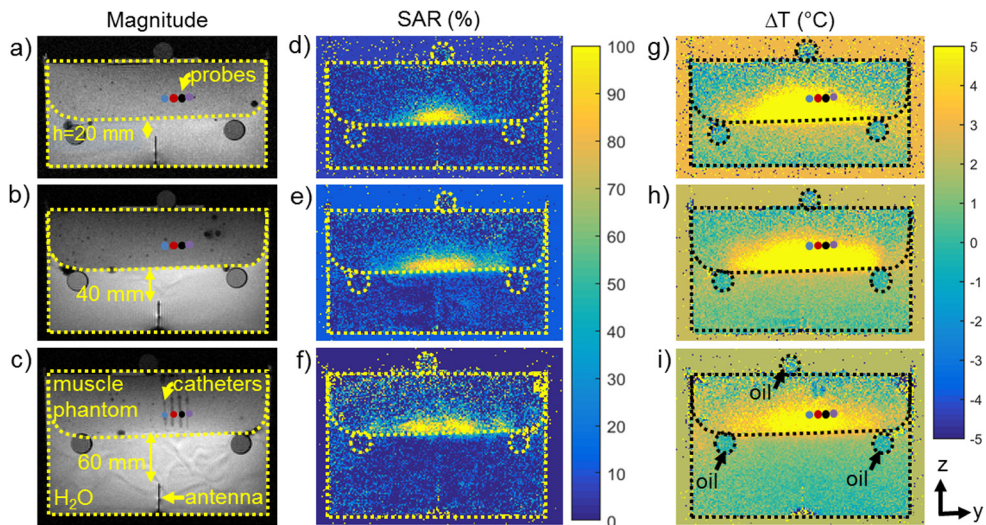 Magnitude
SAR (%)
ΔT (°C)
a)
probes
h=20 mm
d)
100
90
80
70
60
50
40
30
20
10
0
g)
5
4
3
2
1
0
-1
-2
-3
-4
-5
b)
40 mm
e)
h)
c)
muscle
phantom
catheters
60 mm
H₂O
antenna
f)
i)
oil
oil
oil
z
y